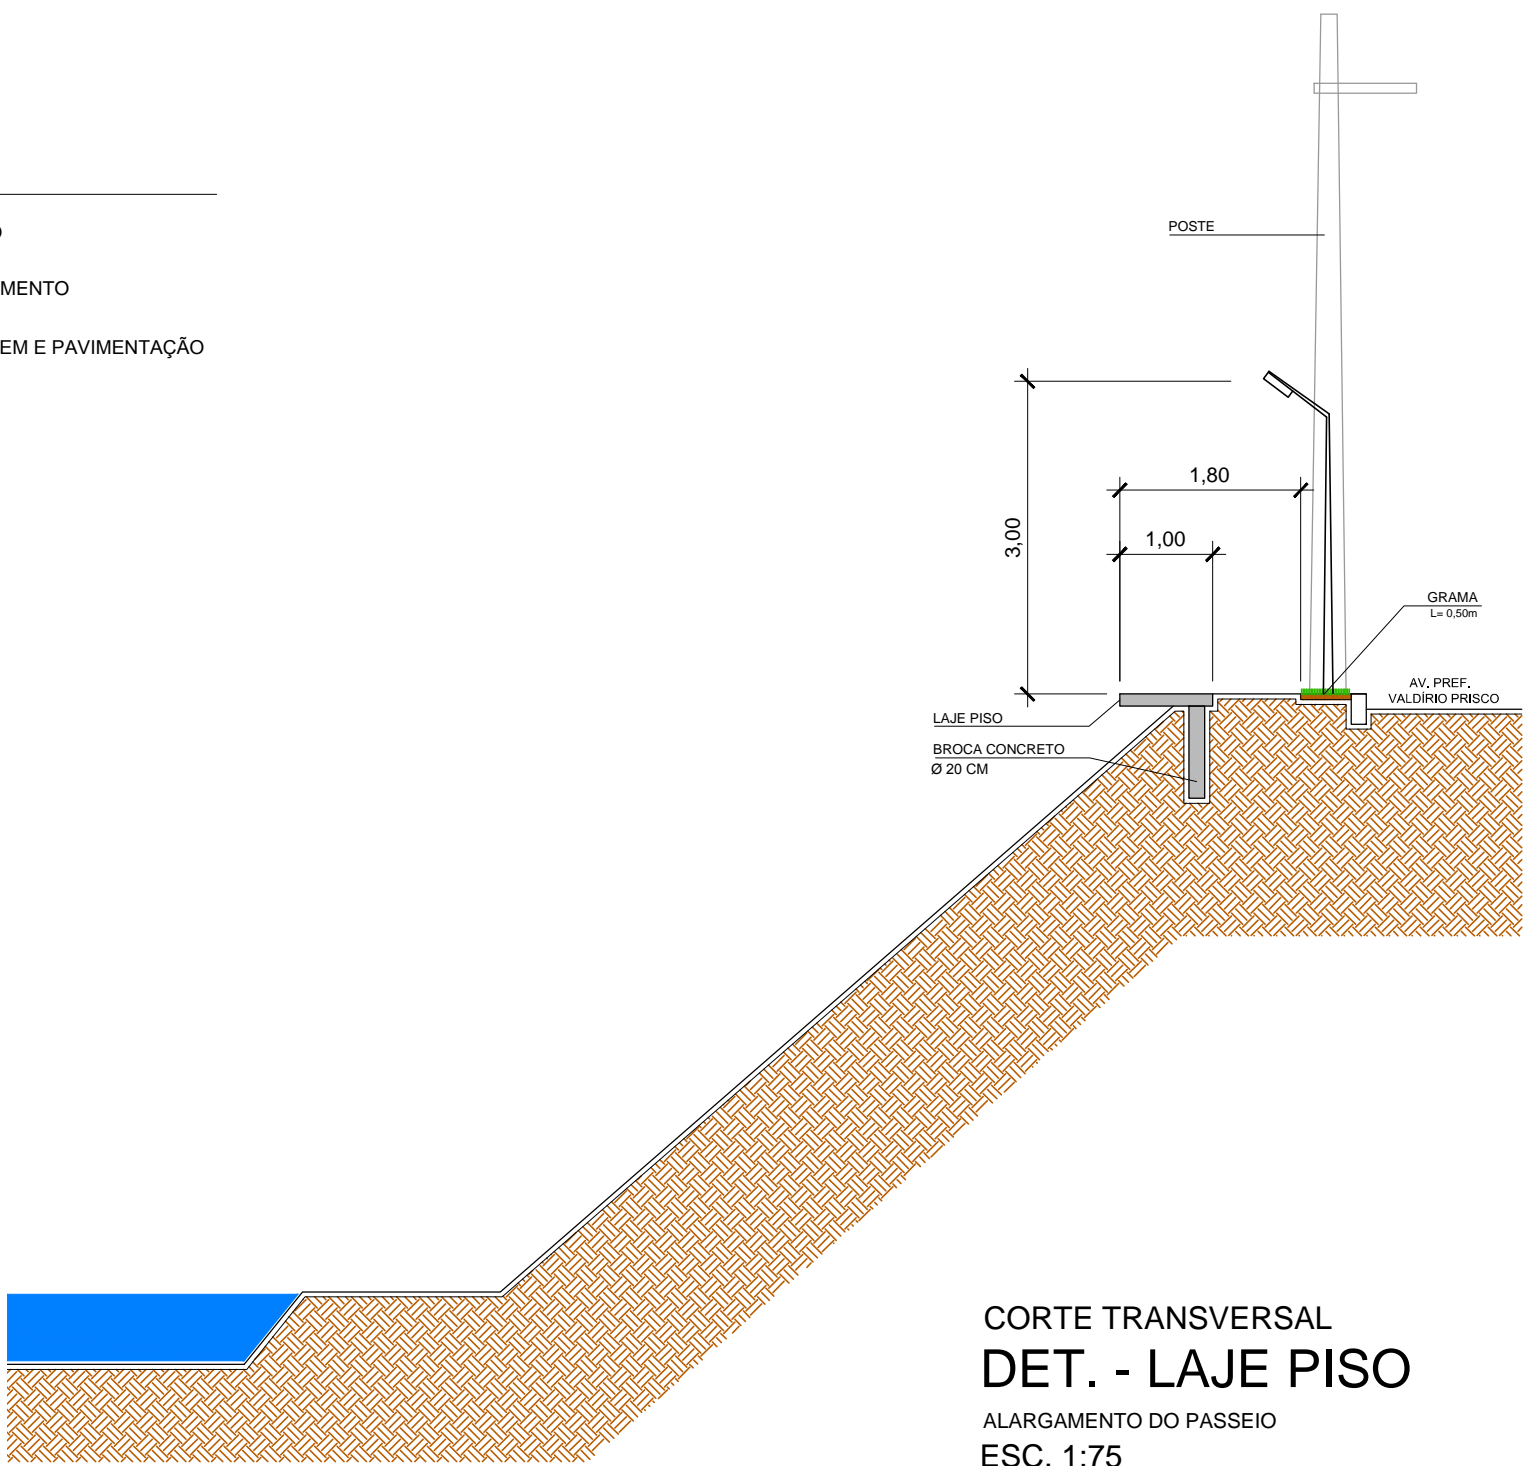 MENTO
EM E PAVIMENTAÇÃO
POSTE
1,80
1,00
3,00
GRAMA
L= 0,50m
AV. PREF.
VALDÍRIO PRISCO
LAJE PISO
BROCA CONCRETO
Ø 20 CM
CORTE TRANSVERSAL
DET. - LAJE PISO
ALARGAMENTO DO PASSEIO
ESC. 1:75